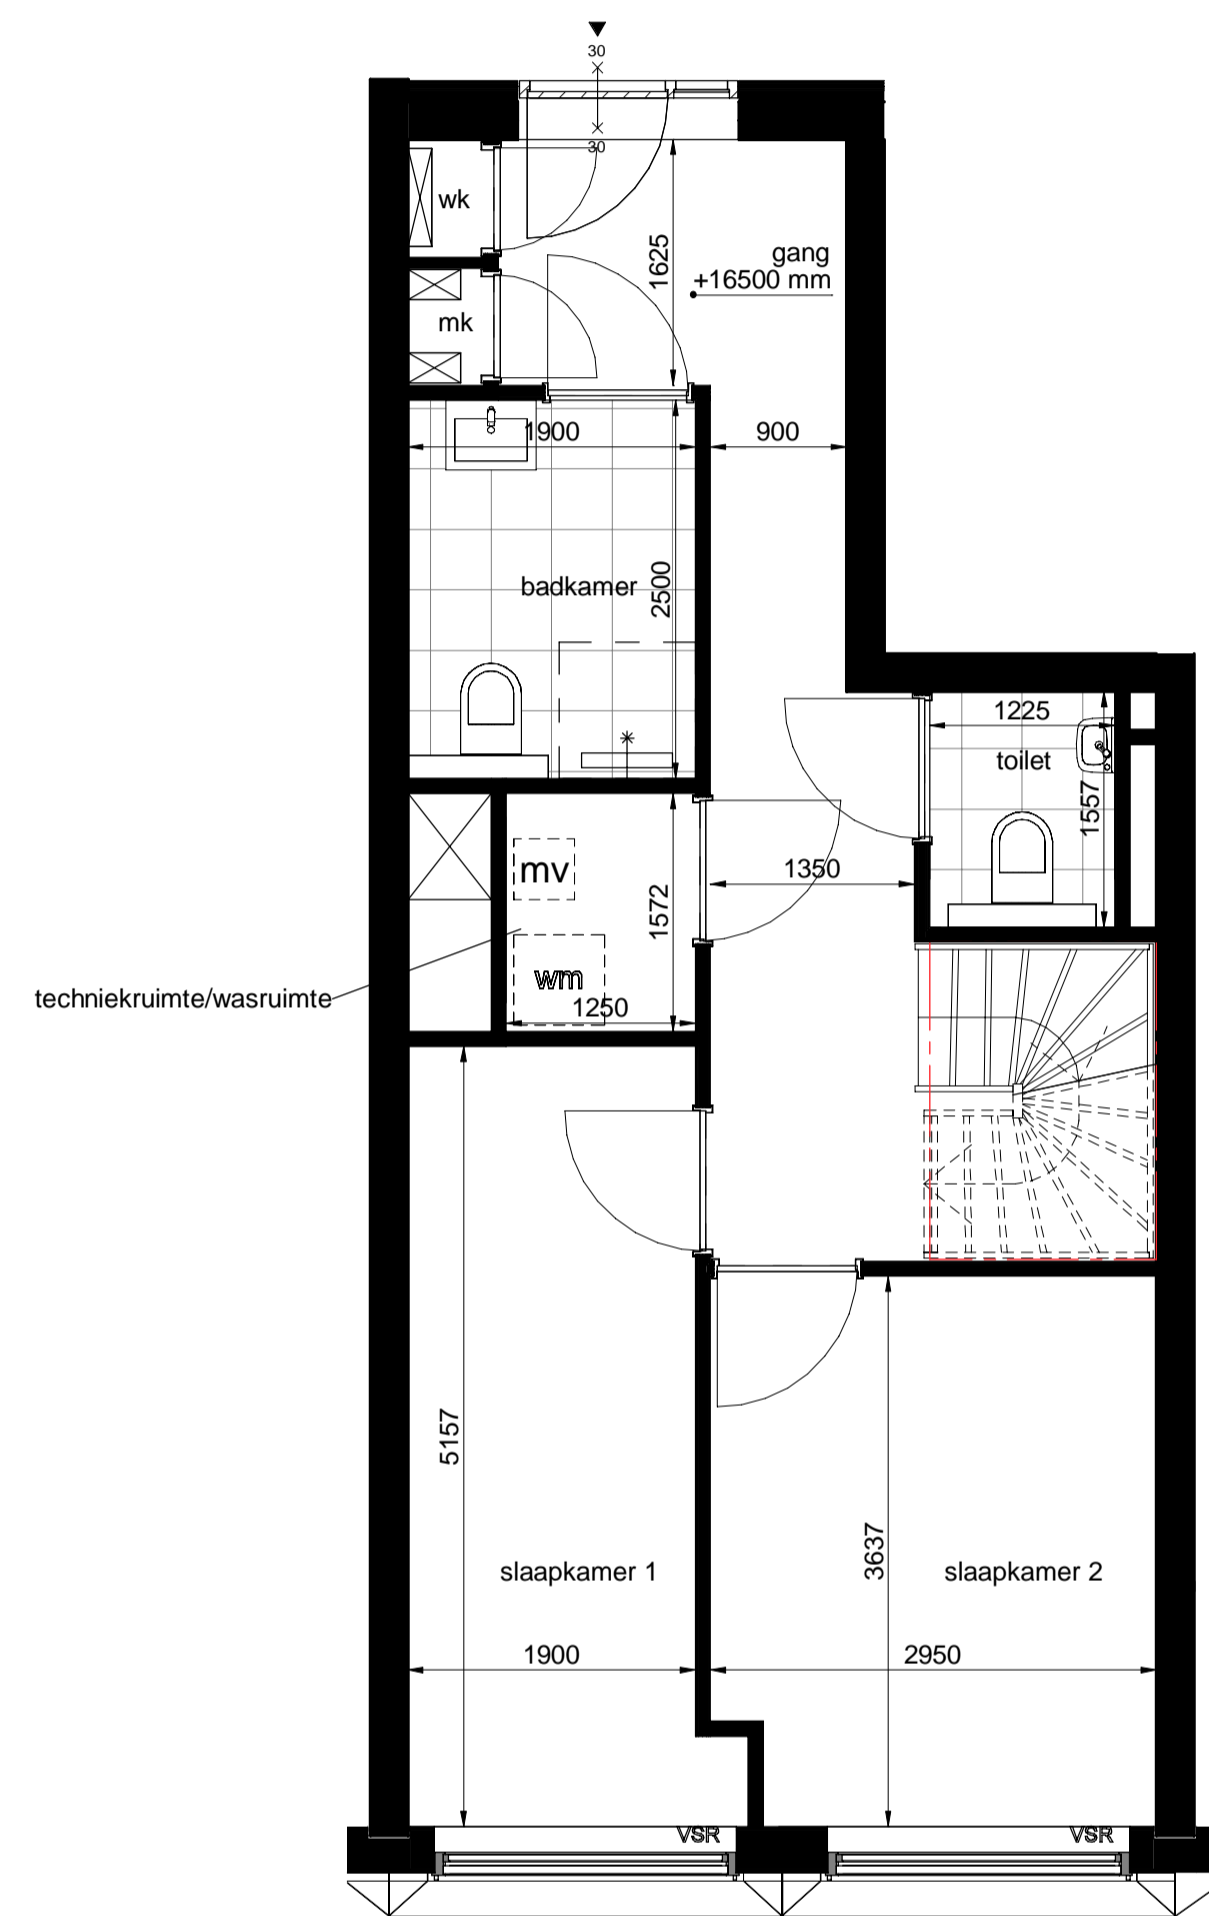 30
30
wk
gang
+16500 mm
1625
mk
1900
900
badkamer
2500
1225
toilet
1557
mv
1350
1572
wm
techniekruimte/wasruimte
1250
5157
3637
slaapkamer 1
slaapkamer 2
1900
2950
VSR
VSR